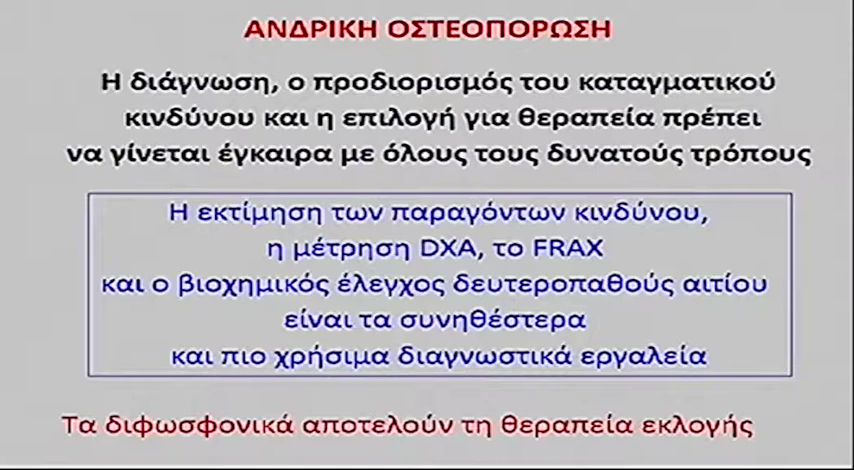 ΑΝΔΡΙΚΗ ΟΣΤΕΟΠΟΡΩΣΗ
Η διάγνωση, ο προδιορισμός του καταγματικού
κινδύνου και η επιλογή για θεραπεία πρέπει
να γίνεται έγκαιρα με όλους τους δυνατούς τρόπους
Η εκτίμηση των παραγόντων κινδύνου,
η μέτρηση DXA, το FRAX
και ο βιοχημικός έλεγχος δευτεροπαθούς αιτίου
είναι τα συνηθέστερα
και πιο χρήσιμα διαγνωστικά εργαλεία
Τα διφωσφονικά αποτελούν τη θεραπεία εκλογής